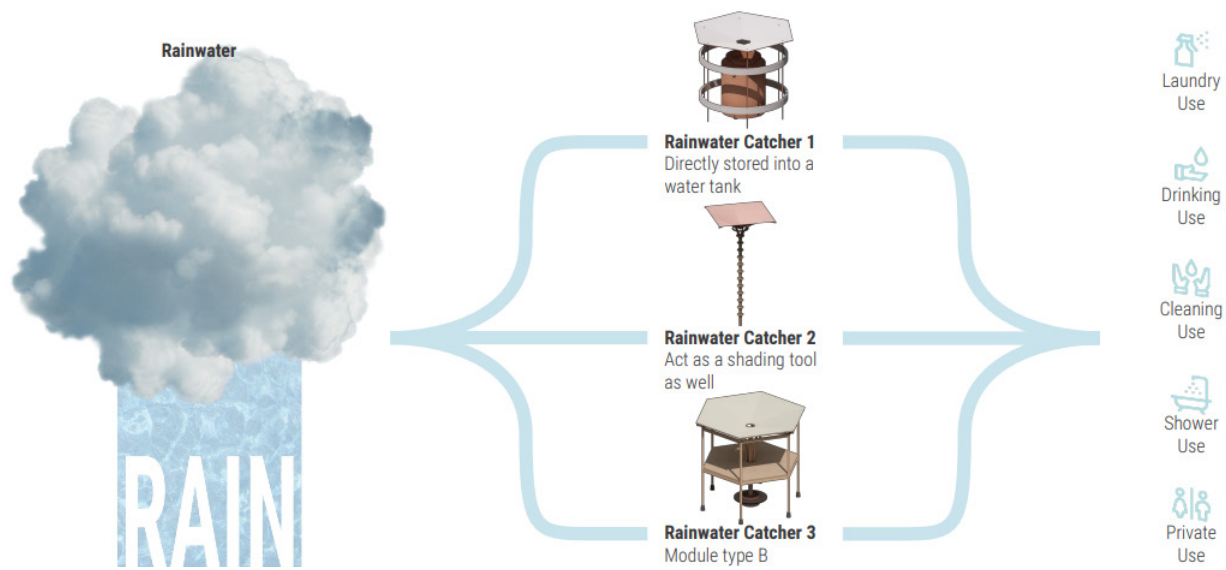 Rainwater
RAIN
Rainwater Catcher 1
Directly stored into a
water tank
Rainwater Catcher 2
Act as a shading tool
as well
Rainwater Catcher 3
Module type B
Laundry
Use
Drinking
Use
Cleaning
Use
Shower
Use
Private
Use